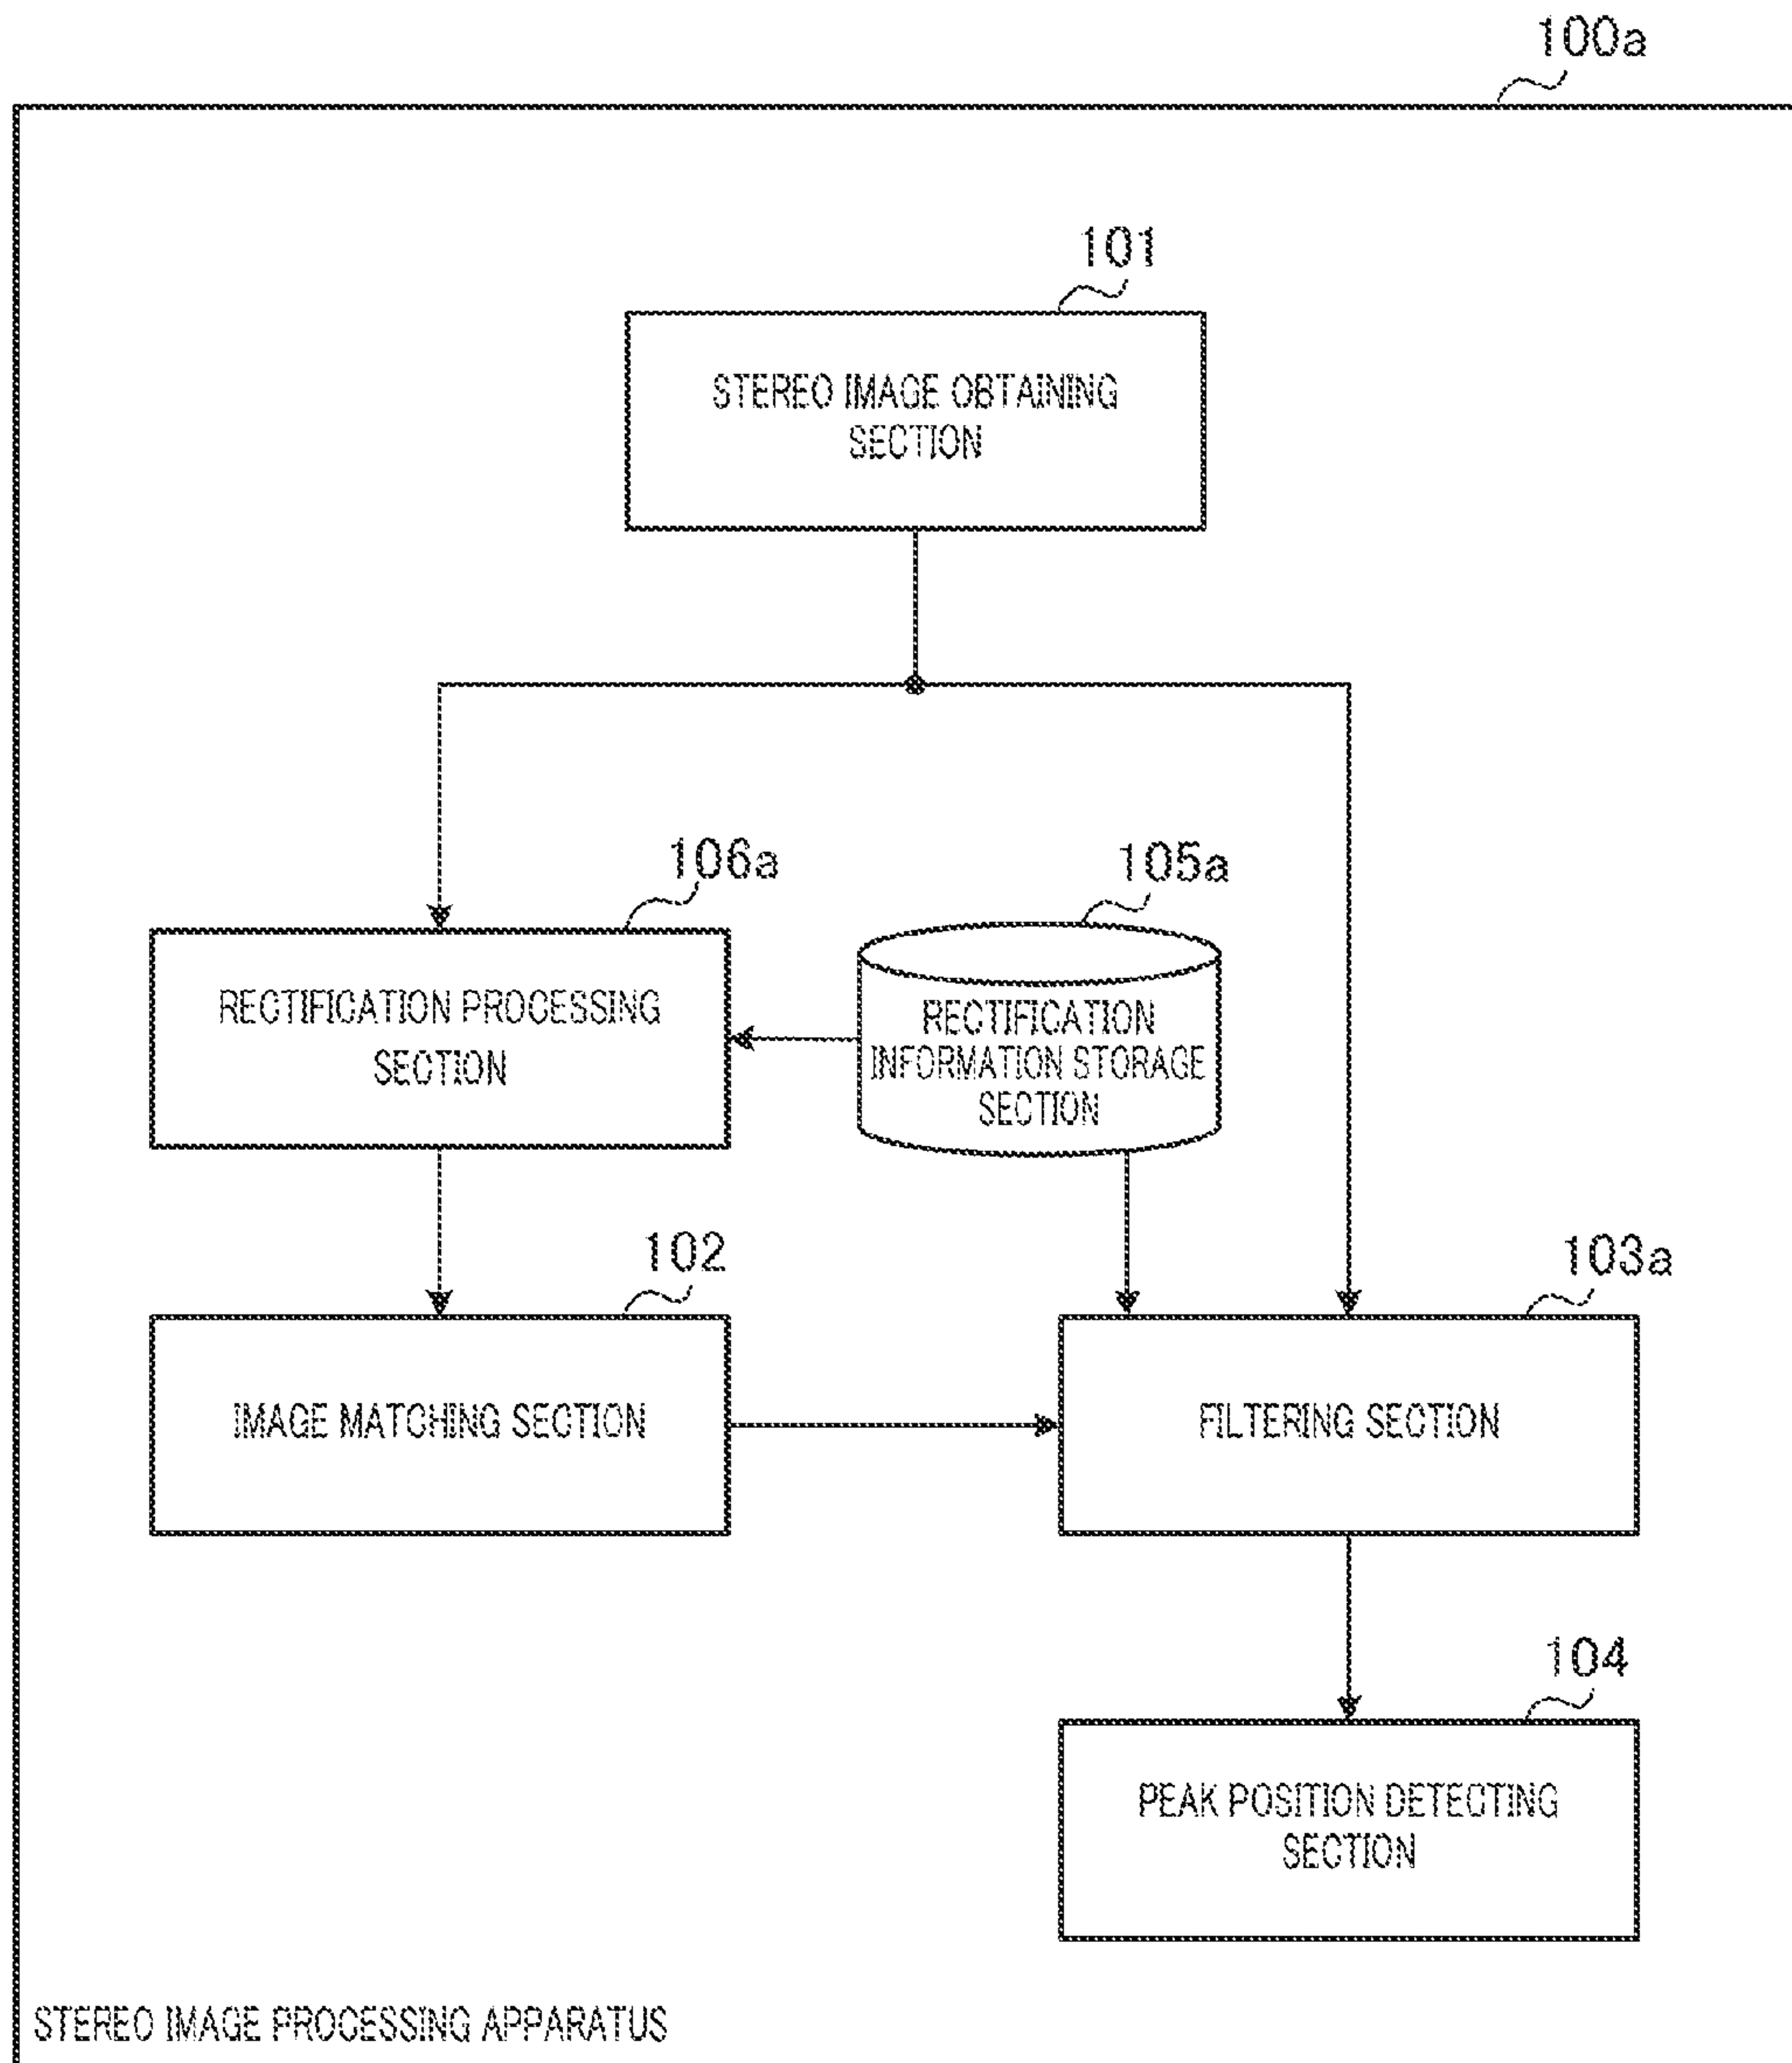 100a
101
STEREO IMAGE OBTAINING
SECTION
106a
105a
RECTIFICATION PROCESSING
SECTION
RECTIFICATION
INFORMATION STORAGE
SECTION
102
103a
IMAGE MATCHING SECTION
FILTERING SECTION
104
PEAK POSITION DETECTING
SECTION
STEREO IMAGE PROCESSING APPARATUS